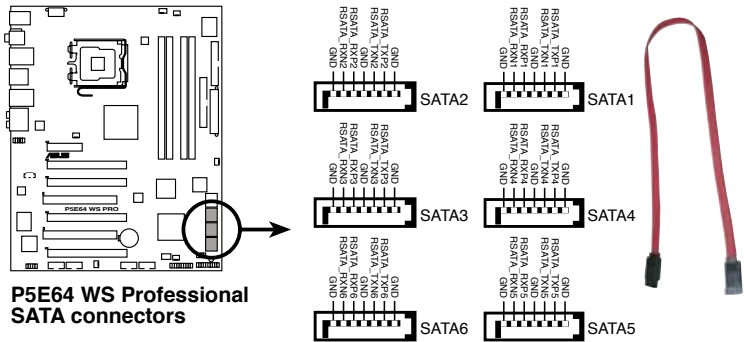 GND
RSATA_RXN2
RSATA_RXP2
GND
RSATA_TXN2
RSATA_TXP2
GND
SATA2
GND
RSATA_RXN1
RSATA_RXP1
GND
RSATA_TXN1
RSATA_TXP1
GND
SATA1
GND
RSATA_RXN3
RSATA_RXP3
GND
RSATA_TXN3
RSATA_TXP3
GND
SATA3
GND
RSATA_RXN4
RSATA_RXP4
GND
RSATA_TXN4
RSATA_TXP4
GND
SATA4
GND
RSATA_RXN6
RSATA_RXP6
GND
RSATA_TXN6
RSATA_TXP6
GND
SATA6
GND
RSATA_RXN5
RSATA_RXP5
GND
RSATA_TXN5
RSATA_TXP5
GND
SATA5
ASUS
P5E64 WS PRO
P5E64 WS Professional
SATA connectors